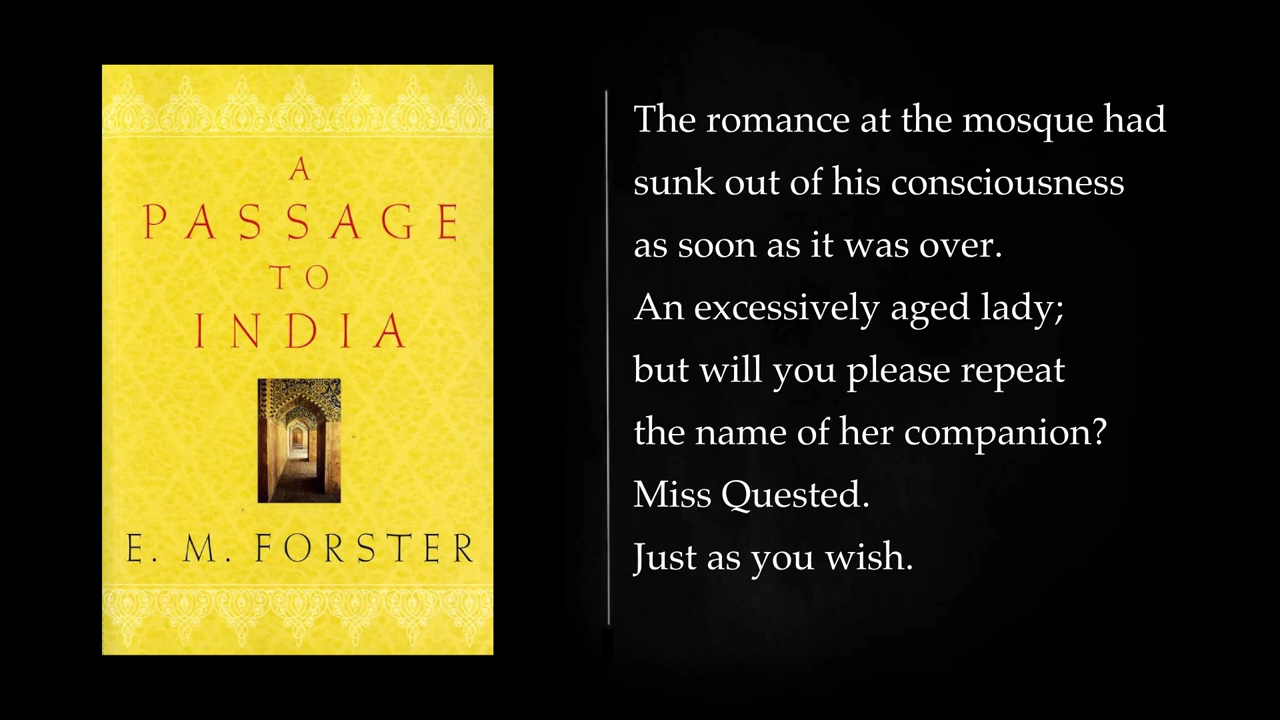 A
PASSAGE
TO
INDIA
E. M. FORSTER
The romance at the mosque had
sunk out of his consciousness
as soon as it was over.
An excessively aged lady;
but will you please repeat
the name of her companion?
Miss Quested.
Just as you wish.